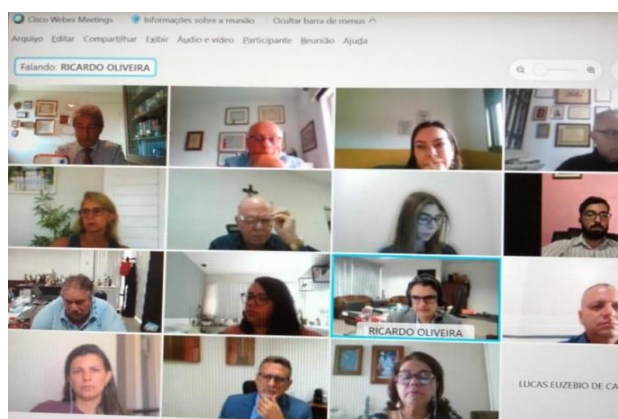 Cisco Webex Meetings Informações sobre a reunião Ocultar barra de menus
Arquivo Editar Compartilhar Exibir Áudio e vídeo Participante Reunião Ajuda
Falando: RICARDO OLIVEIRA
RICARDO OLIVEIRA
LUCAS EUZEBIO DE CA